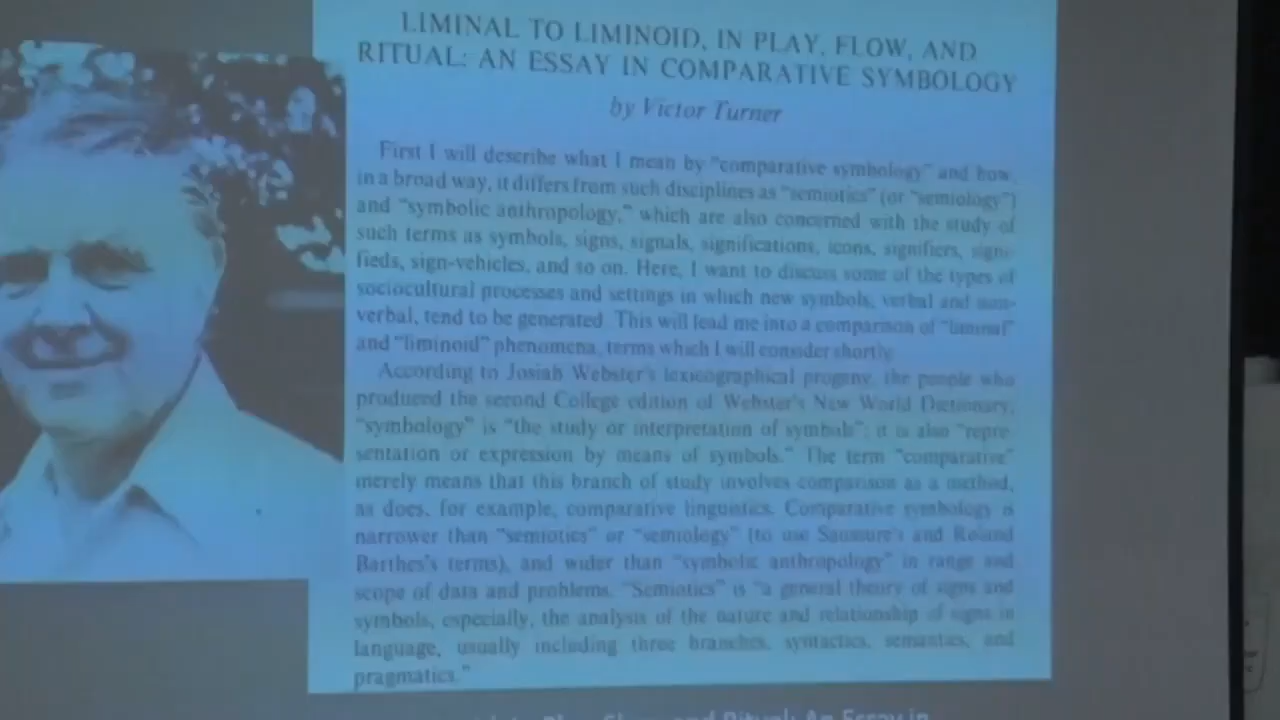 LIMINAL TO LIMINOID, IN PLAY, FLOW, AND
RITUAL: AN ESSAY IN COMPARATIVE SYMBOLOGY
by Victor Turner
First I will describe what I mean by "comparative symbology" and how,
in a broad way, it differs from such disciplines as "semiotics" (or "semiology")
and "symbolic anthropology," which are also concerned with the study of
such terms as symbols, signs, signals, significations, icons, signifiers, signi-
fieds, sign-vehicles, and so on. Here, I want to discuss some of the types of
sociocultural processes and settings in which new symbols, verbal and non-
verbal, tend to be generated. This will lead me into a comparison of "liminal"
and "liminoid" phenomena, terms which I will consider shortly.
According to Josiah Webster's lexicographical progeny, the people who
produced the second College edition of Webster's New World Dictionary,
"symbology" is "the study or interpretation of symbols"; it is also "repre-
sentation or expression by means of symbols." The term "comparative"
merely means that this branch of study involves comparison as a method,
as does, for example, comparative linguistics. Comparative symbology is
narrower than "semiotics" or "semiology" (to use Saussure's and Roland
Barthes's terms), and wider than "symbolic anthropology" in range and
scope of data and problems. "Semiotics" is "a general theory of signs and
symbols, especially, the analysis of the nature and relationship of signs in
language, usually including three branches, syntactics, semantics, and
pragmatics."
and Ritual: An Essay in